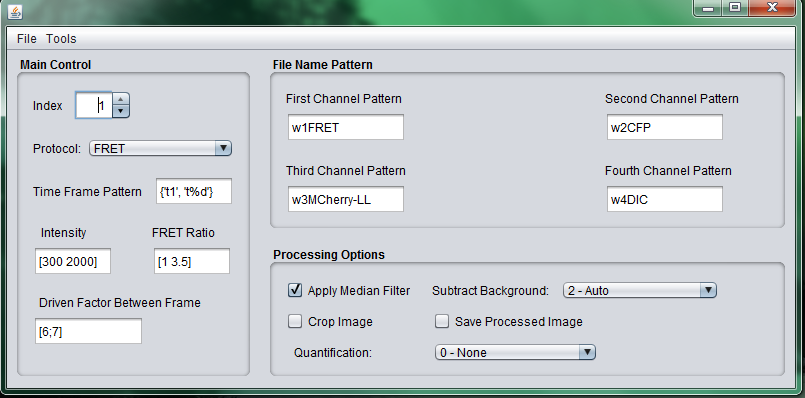 File Tools
Main Control
Index 1
Protocol: FRET
Time Frame Pattern {'t1', 't%d'}
Intensity FRET Ratio
[300 2000] [1 3.5]
Driven Factor Between Frame
[6;7]
File Name Pattern
First Channel Pattern Second Channel Pattern
w1FRET w2CFP
Third Channel Pattern Fourth Channel Pattern
w3MCherry-LL w4DIC
Processing Options
Apply Median Filter Subtract Background: 2 - Auto
Crop Image Save Processed Image
Quantification: 0 - None